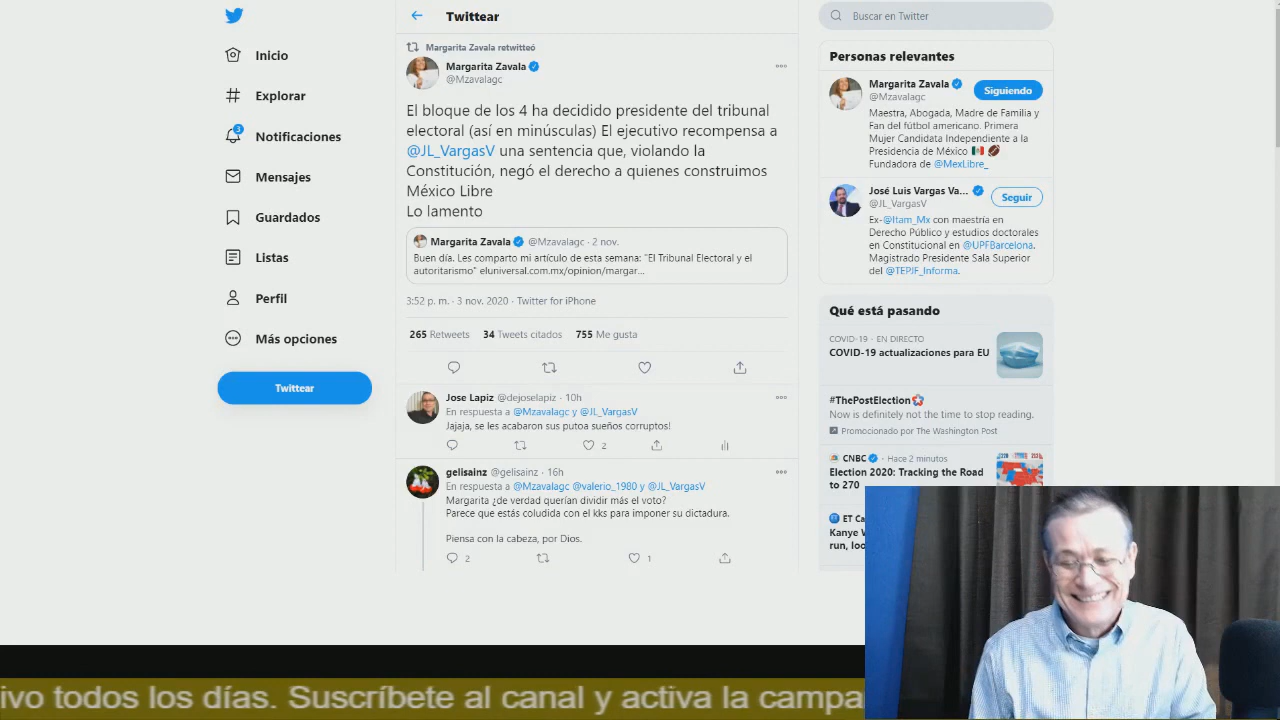 Inicio
Explorar
3
Notificaciones
Mensajes
Guardados
Listas
Perfil
Más opciones
Twittear
Twittear
Margarita Zavala retwitteó
Margarita Zavala
@Mzavalagc
El bloque de los 4 ha decidido presidente del tribunal
electoral (así en minúsculas) El ejecutivo recompensa a
@JL_VargasV una sentencia que, violando la
Constitución, negó el derecho a quienes construimos
México Libre
Lo lamento
Margarita Zavala @Mzavalagc · 2 nov.
Buen día. Les comparto mi artículo de esta semana: "El Tribunal Electoral y el
autoritarismo" eluniversal.com.mx/opinion/margar...
3:52 p. m. · 3 nov. 2020 · Twitter for iPhone
265 Retweets 34 Tweets citados 755 Me gusta
Jose Lapiz @dejoselapiz · 10h
En respuesta a @Mzavalagc y @JL_VargasV
Jajaja, se les acabaron sus putoa sueños corruptos!
2
gelisainz @gelisainz · 16h
En respuesta a @Mzavalagc @valerio_1980 y @JL_VargasV
Margarita ¿de verdad querían dividir más el voto?
Parece que estás coludida con el kks para imponer su dictadura.
Piensa con la cabeza, por Dios.
2 1
Buscar en Twitter
Personas relevantes
Margarita Zavala
@Mzavalagc
Siguiendo
Maestra, Abogada, Madre de Familia y
Fan del fútbol americano. Primera
Mujer Candidata Independiente a la
Presidencia de México
Fundadora de @MexLibre_
José Luis Vargas Va...
@JL_VargasV
Seguir
Ex-@Itam_Mx con maestría en
Derecho Público y estudios doctorales
en Constitucional en @UPFBarcelona.
Magistrado Presidente Sala Superior
del @TEPJF_Informa.
Qué está pasando
COVID-19 · EN DIRECTO
COVID-19 actualizaciones para EU
#ThePostElection
Now is definitely not the time to stop reading.
Promocionado por The Washington Post
CNBC · Hace 2 minutos
Election 2020: Tracking the Road
to 270
ET Ca
Kanye W
run, loo
ivo todos los días. Suscríbete al canal y activa la campa